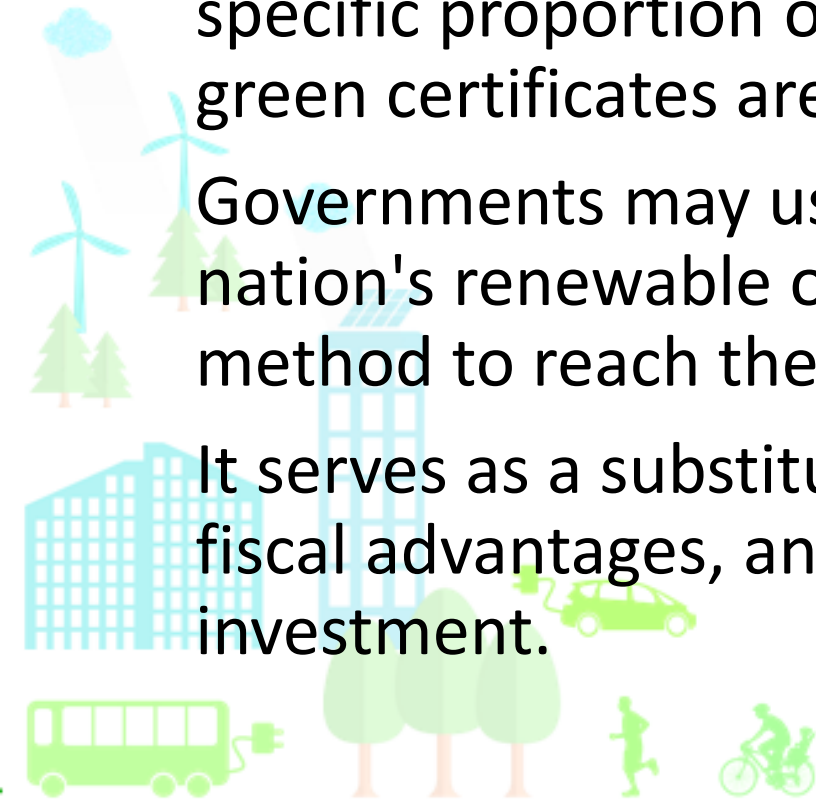 specific proportion o
green certificates are
Governments may us
nation's renewable
method to reach the
It serves as a substitu
fiscal advantages, an
investment.